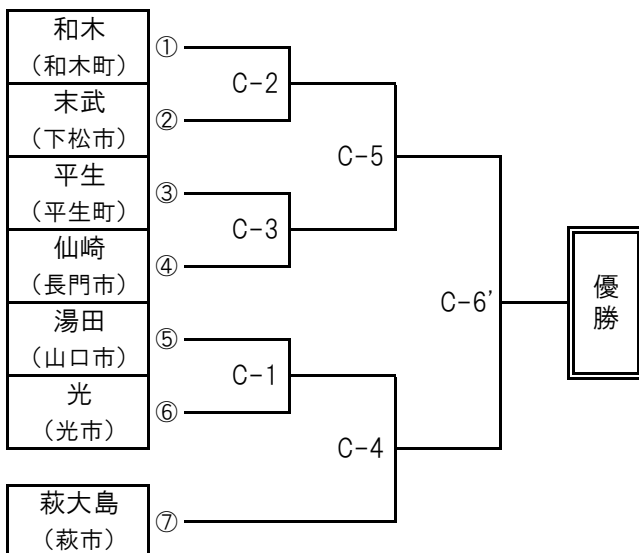 和木
（和木町）
①
C-2
末武
（下松市）
②
C-5
平生
（平生町）
③
C-3
仙崎
（長門市）
④
C-6'
優勝
湯田
（山口市）
⑤
C-1
光
（光市）
⑥
C-4
萩大島
（萩市）
⑦